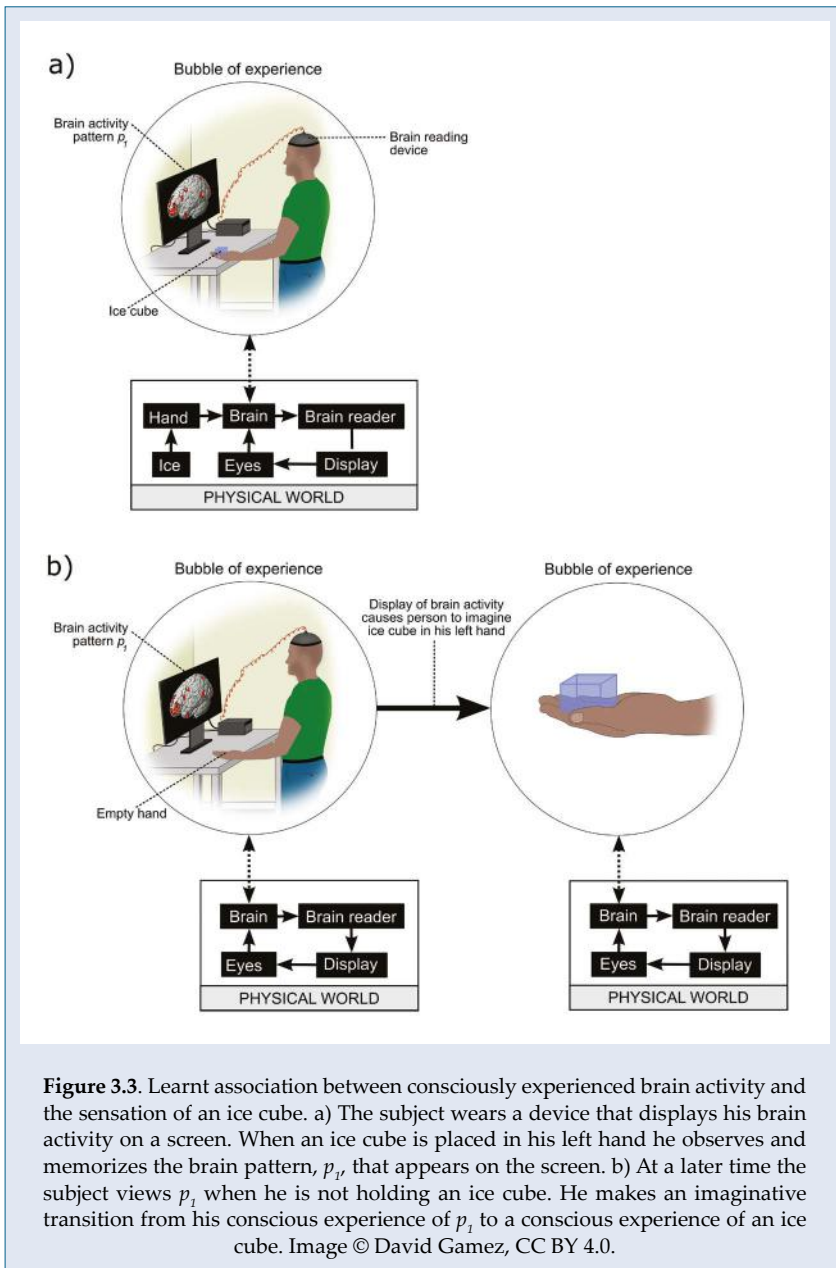 a)
Bubble of experience
Brain activity
pattern p₁
Brain reading
device
Ice cube
Hand
Brain
Brain reader
Ice
Eyes
Display
PHYSICAL WORLD
b)
Bubble of experience
Bubble of experience
Brain activity
pattern p₁
Display of brain activity
causes person to imagine
ice cube in his left hand
Empty hand
Brain
Brain reader
Eyes
Display
PHYSICAL WORLD
Brain
Brain reader
Eyes
Display
PHYSICAL WORLD
Figure 3.3. Learnt association between consciously experienced brain activity and
the sensation of an ice cube. a) The subject wears a device that displays his brain
activity on a screen. When an ice cube is placed in his left hand he observes and
memorizes the brain pattern, p₁, that appears on the screen. b) At a later time the
subject views p₁ when he is not holding an ice cube. He makes an imaginative
transition from his conscious experience of p₁ to a conscious experience of an ice
cube. Image © David Gamez, CC BY 4.0.